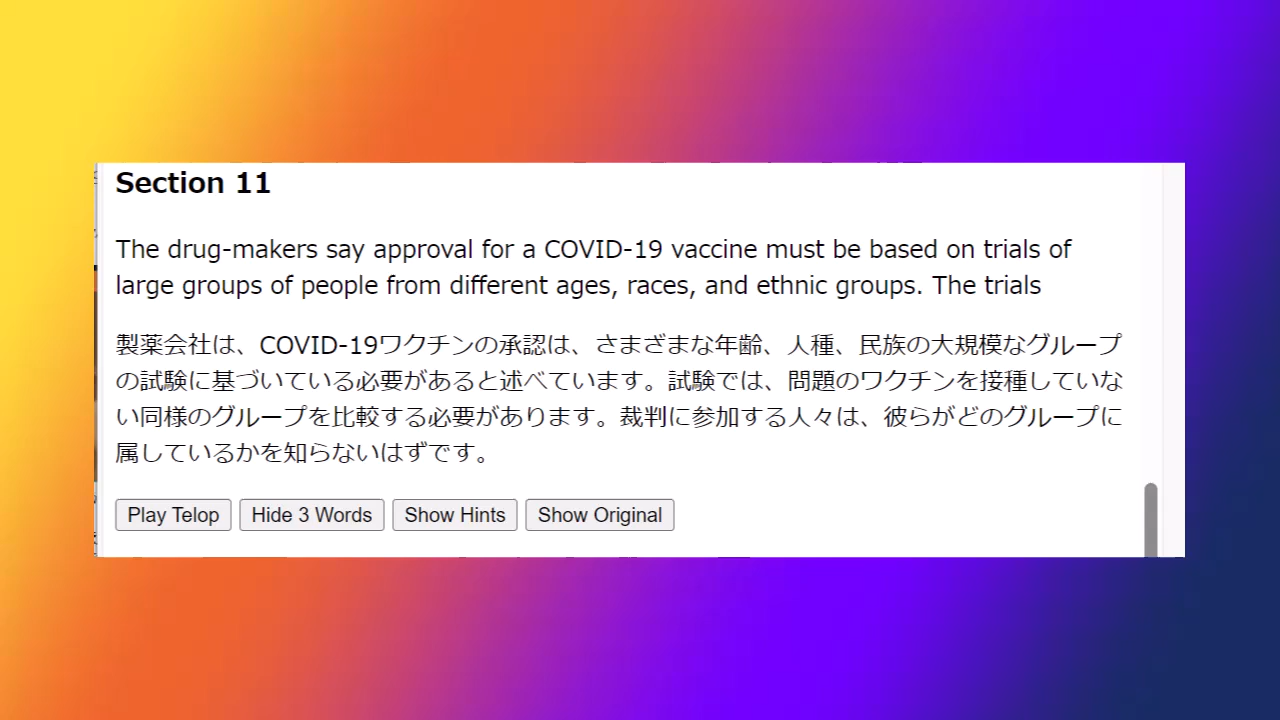 Section 11
The drug-makers say approval for a COVID-19 vaccine must be based on trials of
large groups of people from different ages, races, and ethnic groups. The trials
製薬会社は、COVID-19ワクチンの承認は、さまざまな年齢、人種、民族の大規模なグループ
の試験に基づいている必要があると述べています。試験では、問題のワクチンを接種していな
い同様のグループを比較する必要があります。裁判に参加する人々は、彼らがどのグループに
属しているかを知らないはずです。
Play Telop Hide 3 Words Show Hints Show Original